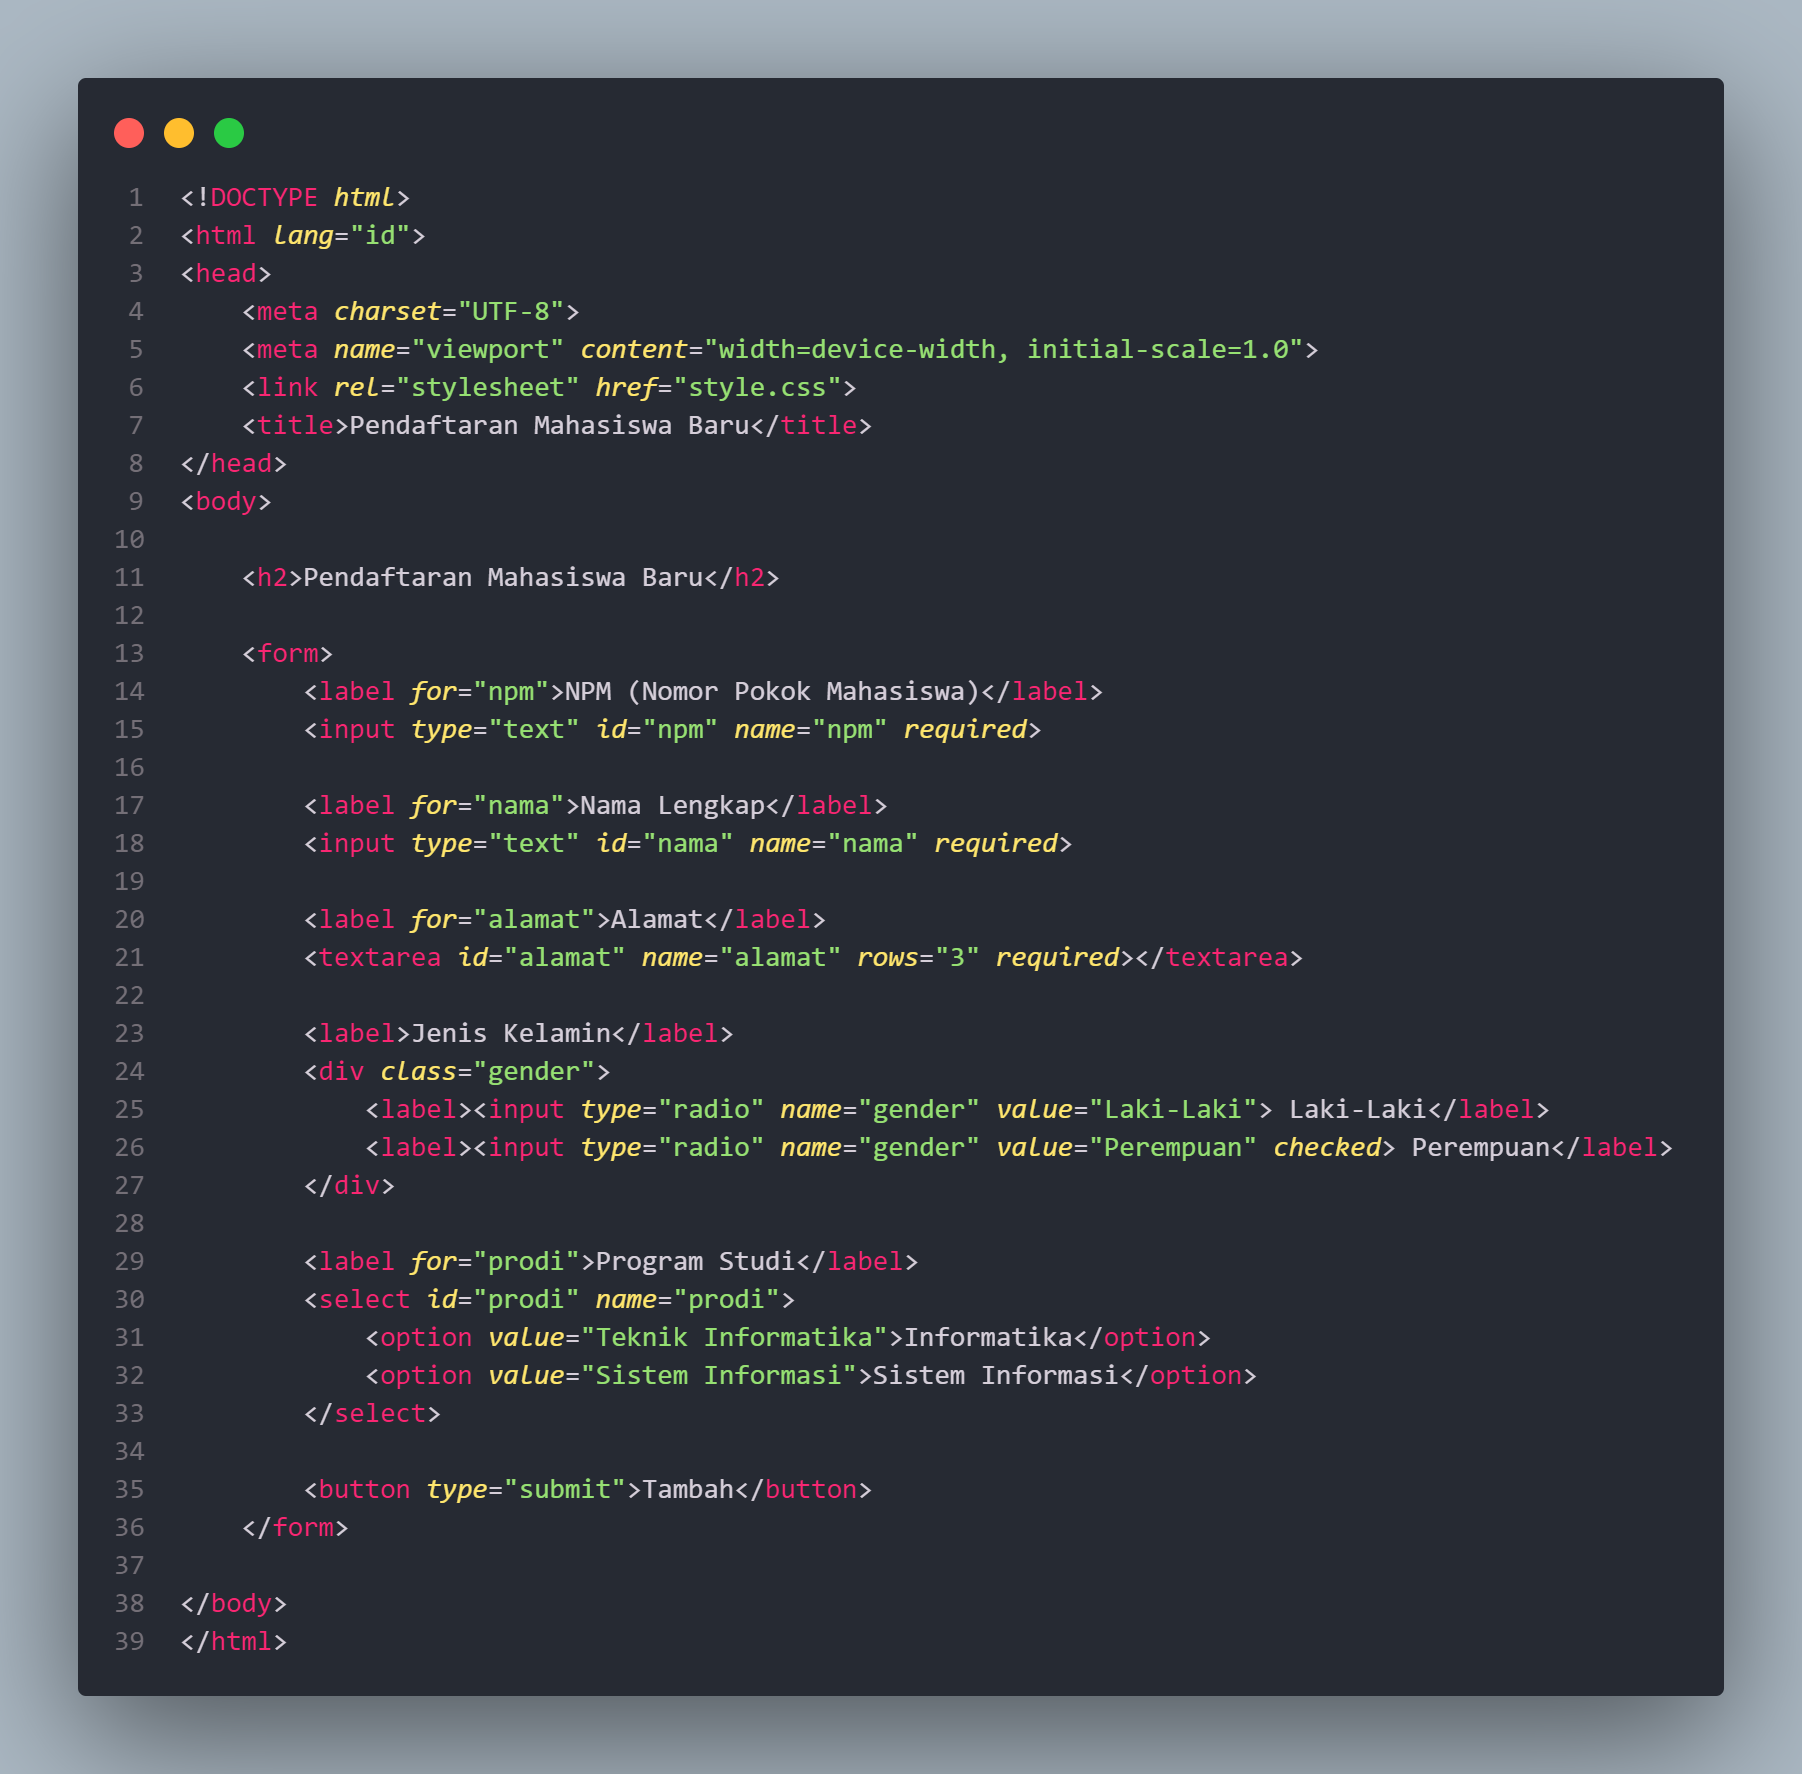 1 <!DOCTYPE html>
2 <html lang="id">
3 <head>
4     <meta charset="UTF-8">
5     <meta name="viewport" content="width=device-width, initial-scale=1.0">
6     <link rel="stylesheet" href="style.css">
7     <title>Pendaftaran Mahasiswa Baru</title>
8 </head>
9 <body>
10
11     <h2>Pendaftaran Mahasiswa Baru</h2>
12
13     <form>
14         <label for="npm">NPM (Nomor Pokok Mahasiswa)</label>
15         <input type="text" id="npm" name="npm" required>
16
17         <label for="nama">Nama Lengkap</label>
18         <input type="text" id="nama" name="nama" required>
19
20         <label for="alamat">Alamat</label>
21         <textarea id="alamat" name="alamat" rows="3" required></textarea>
22
23         <label>Jenis Kelamin</label>
24         <div class="gender">
25             <label><input type="radio" name="gender" value="Laki-Laki"> Laki-Laki</label>
26             <label><input type="radio" name="gender" value="Perempuan" checked> Perempuan</label>
27         </div>
28
29         <label for="prodi">Program Studi</label>
30         <select id="prodi" name="prodi">
31             <option value="Teknik Informatika">Informatika</option>
32             <option value="Sistem Informasi">Sistem Informasi</option>
33         </select>
34
35         <button type="submit">Tambah</button>
36     </form>
37
38 </body>
39 </html>